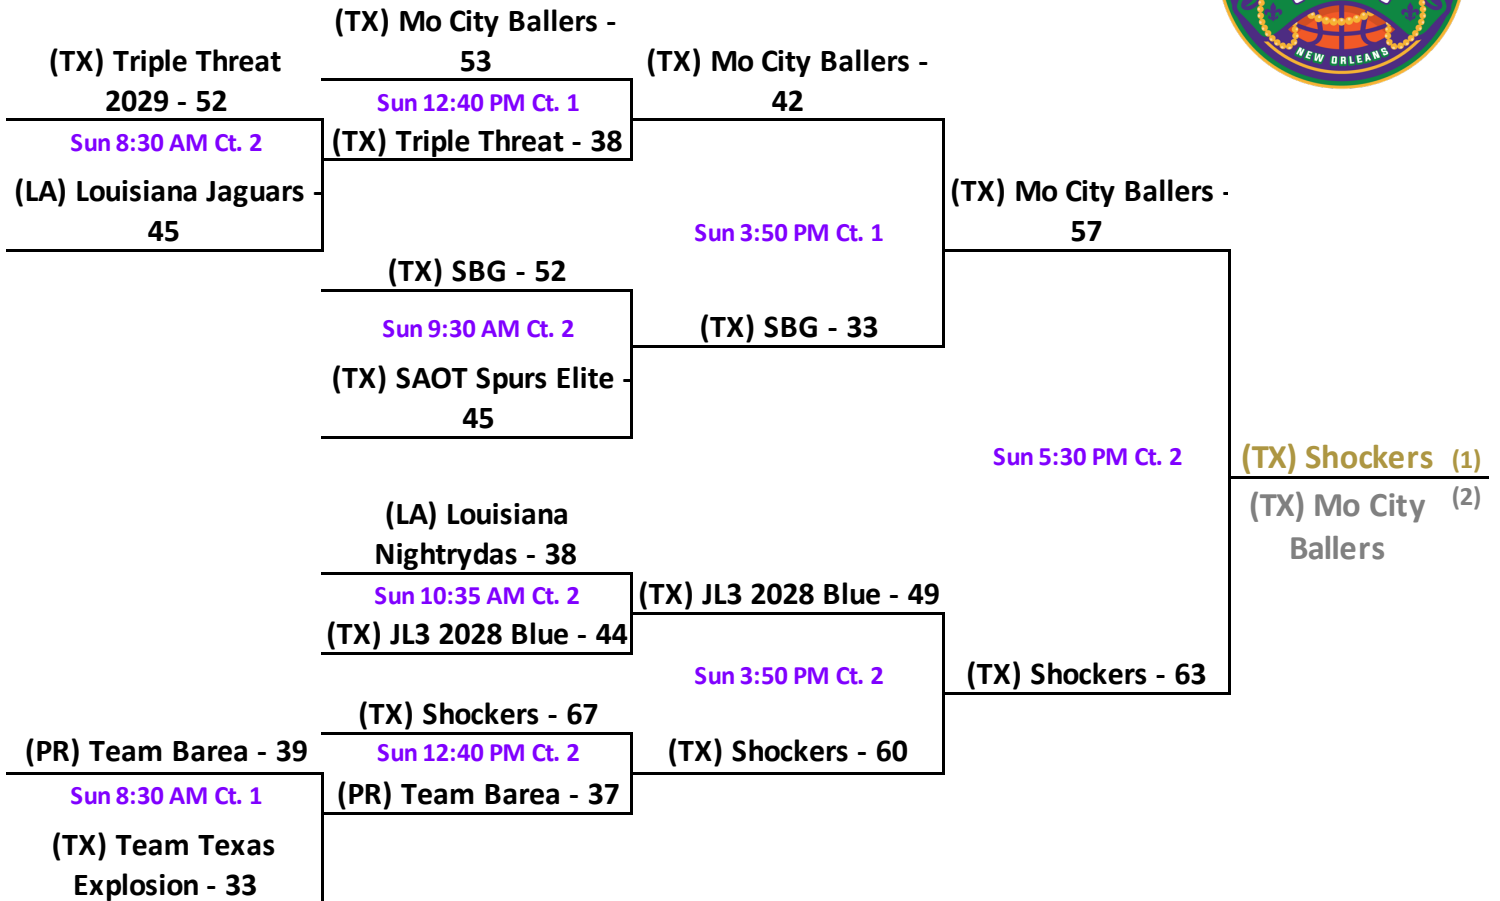 (TX) Mo City Ballers -
53
(TX) Triple Threat
2029 - 52
(TX) Mo City Ballers -
42
NEW ORLEANS
Sun 12:40 PM Ct. 1
Sun 8:30 AM Ct. 2
(TX) Triple Threat - 38
(LA) Louisiana Jaguars -
45
(TX) Mo City Ballers -
57
Sun 3:50 PM Ct. 1
(TX) SBG - 52
Sun 9:30 AM Ct. 2
(TX) SBG - 33
(TX) SAOT Spurs Elite -
45
Sun 5:30 PM Ct. 2
(TX) Shockers (1)
(TX) Mo City (2)
Ballers
(LA) Louisiana
Nightrydas - 38
Sun 10:35 AM Ct. 2
(TX) JL3 2028 Blue - 49
(TX) JL3 2028 Blue - 44
Sun 3:50 PM Ct. 2
(TX) Shockers - 63
(TX) Shockers - 67
(PR) Team Barea - 39
Sun 12:40 PM Ct. 2
(TX) Shockers - 60
Sun 8:30 AM Ct. 1
(PR) Team Barea - 37
(TX) Team Texas
Explosion - 33